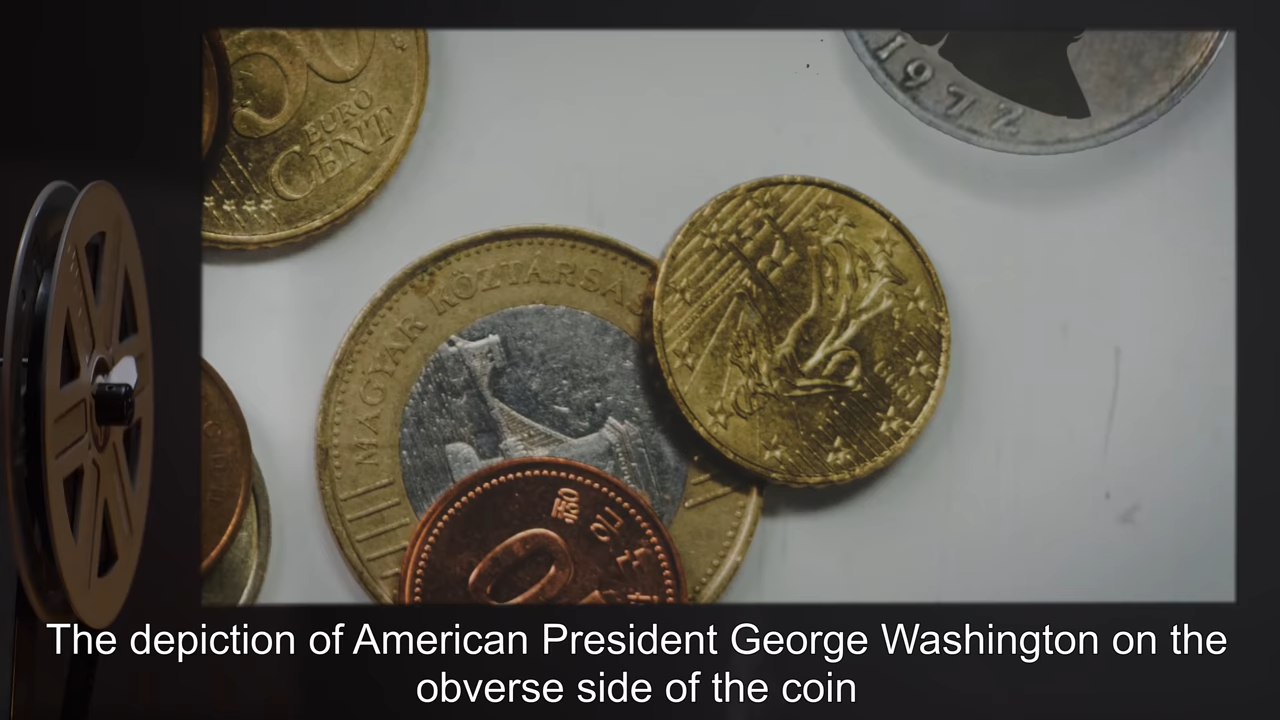 50
EURO
CENT
1972
MAGYAR KÖZTÁRSAS
The depiction of American President George Washington on the
obverse side of the coin